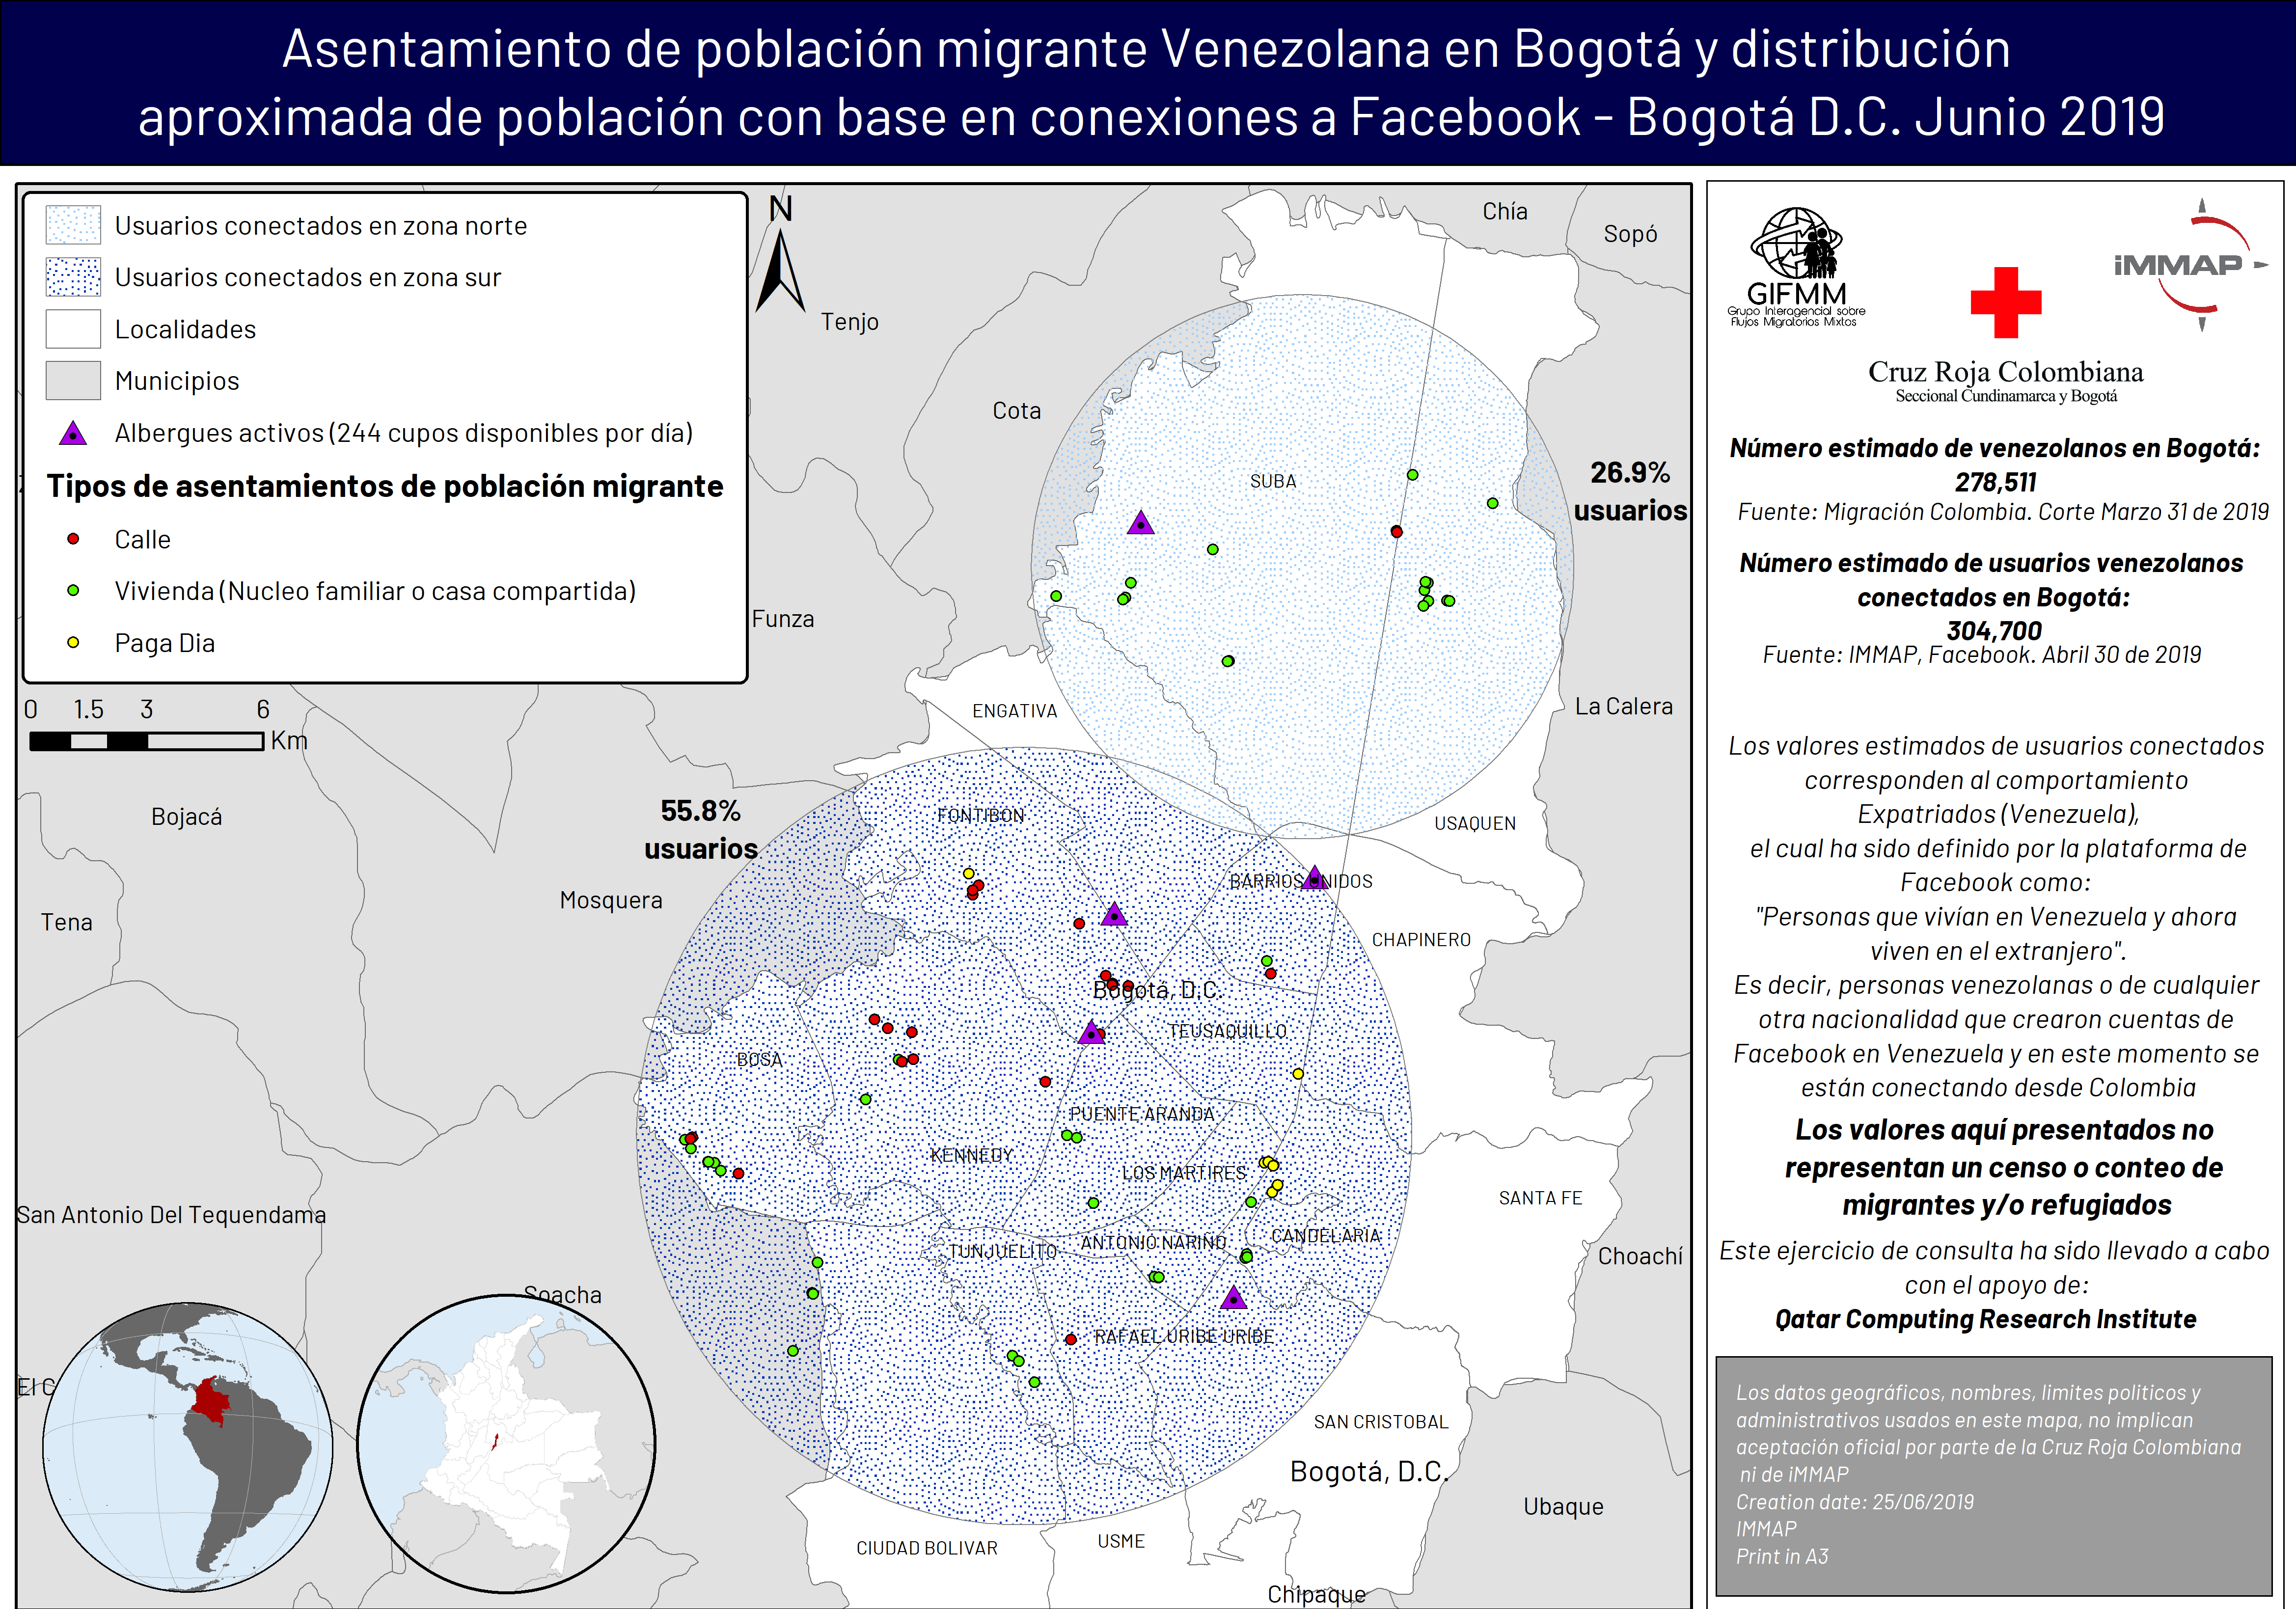 Asentamiento de población migrante Venezolana en Bogotá y distribución
aproximada de población con base en conexiones a Facebook - Bogotá D.C. Junio 2019
Usuarios conectados en zona norte
Usuarios conectados en zona sur
Localidades
Municipios
Albergues activos (244 cupos disponibles por día)
Tipos de asentamientos de población migrante
Calle
Vivienda (Nucleo familiar o casa compartida)
Paga Dia
0 1.5 3 6
Km
N
Chía
Sopó
Tenjo
Cota
SUBA
26.9%
usuarios
Funza
ENGATIVA
La Calera
Bojacá
55.8%
usuarios
FONTIBON
USAQUEN
Mosquera
BARRIOS UNIDOS
Tena
CHAPINERO
Bogotá, D.C.
TEUSAQUILLO
BOSA
PUENTE ARANDA
KENNEDY
LOS MARTIRES
SANTA FE
San Antonio Del Tequendama
CANDELARIA
ANTONIO NARIÑO
TUNJUELITO
Choachí
Soacha
RAFAEL URIBE URIBE
El C
SAN CRISTOBAL
Bogotá, D.C.
Ubaque
USME
CIUDAD BOLIVAR
Chipaque
GIFMM
Grupo Interagencial sobre
Flujos Migratorios Mixtos
iMMAP
Cruz Roja Colombiana
Seccional Cundinamarca y Bogotá
Número estimado de venezolanos en Bogotá:
278,511
Fuente: Migración Colombia. Corte Marzo 31 de 2019
Número estimado de usuarios venezolanos
conectados en Bogotá:
304,700
Fuente: IMMAP, Facebook. Abril 30 de 2019
Los valores estimados de usuarios conectados
corresponden al comportamiento
Expatriados (Venezuela),
el cual ha sido definido por la plataforma de
Facebook como:
"Personas que vivían en Venezuela y ahora
viven en el extranjero".
Es decir, personas venezolanas o de cualquier
otra nacionalidad que crearon cuentas de
Facebook en Venezuela y en este momento se
están conectando desde Colombia
Los valores aquí presentados no
representan un censo o conteo de
migrantes y/o refugiados
Este ejercicio de consulta ha sido llevado a cabo
con el apoyo de:
Qatar Computing Research Institute
Los datos geográficos, nombres, limites politicos y
administrativos usados en este mapa, no implican
aceptación oficial por parte de la Cruz Roja Colombiana
ni de iMMAP
Creation date: 25/06/2019
IMMAP
Print in A3